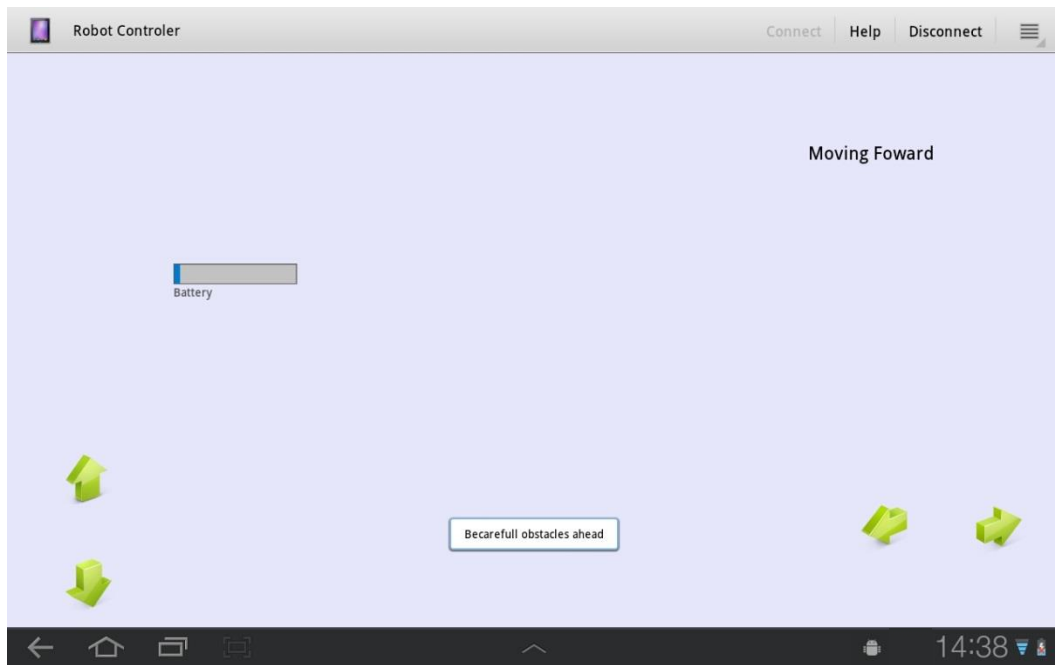 Robot Controler
Connect Help Disconnect
Moving Foward
Battery
Becarefull obstacles ahead
14:38